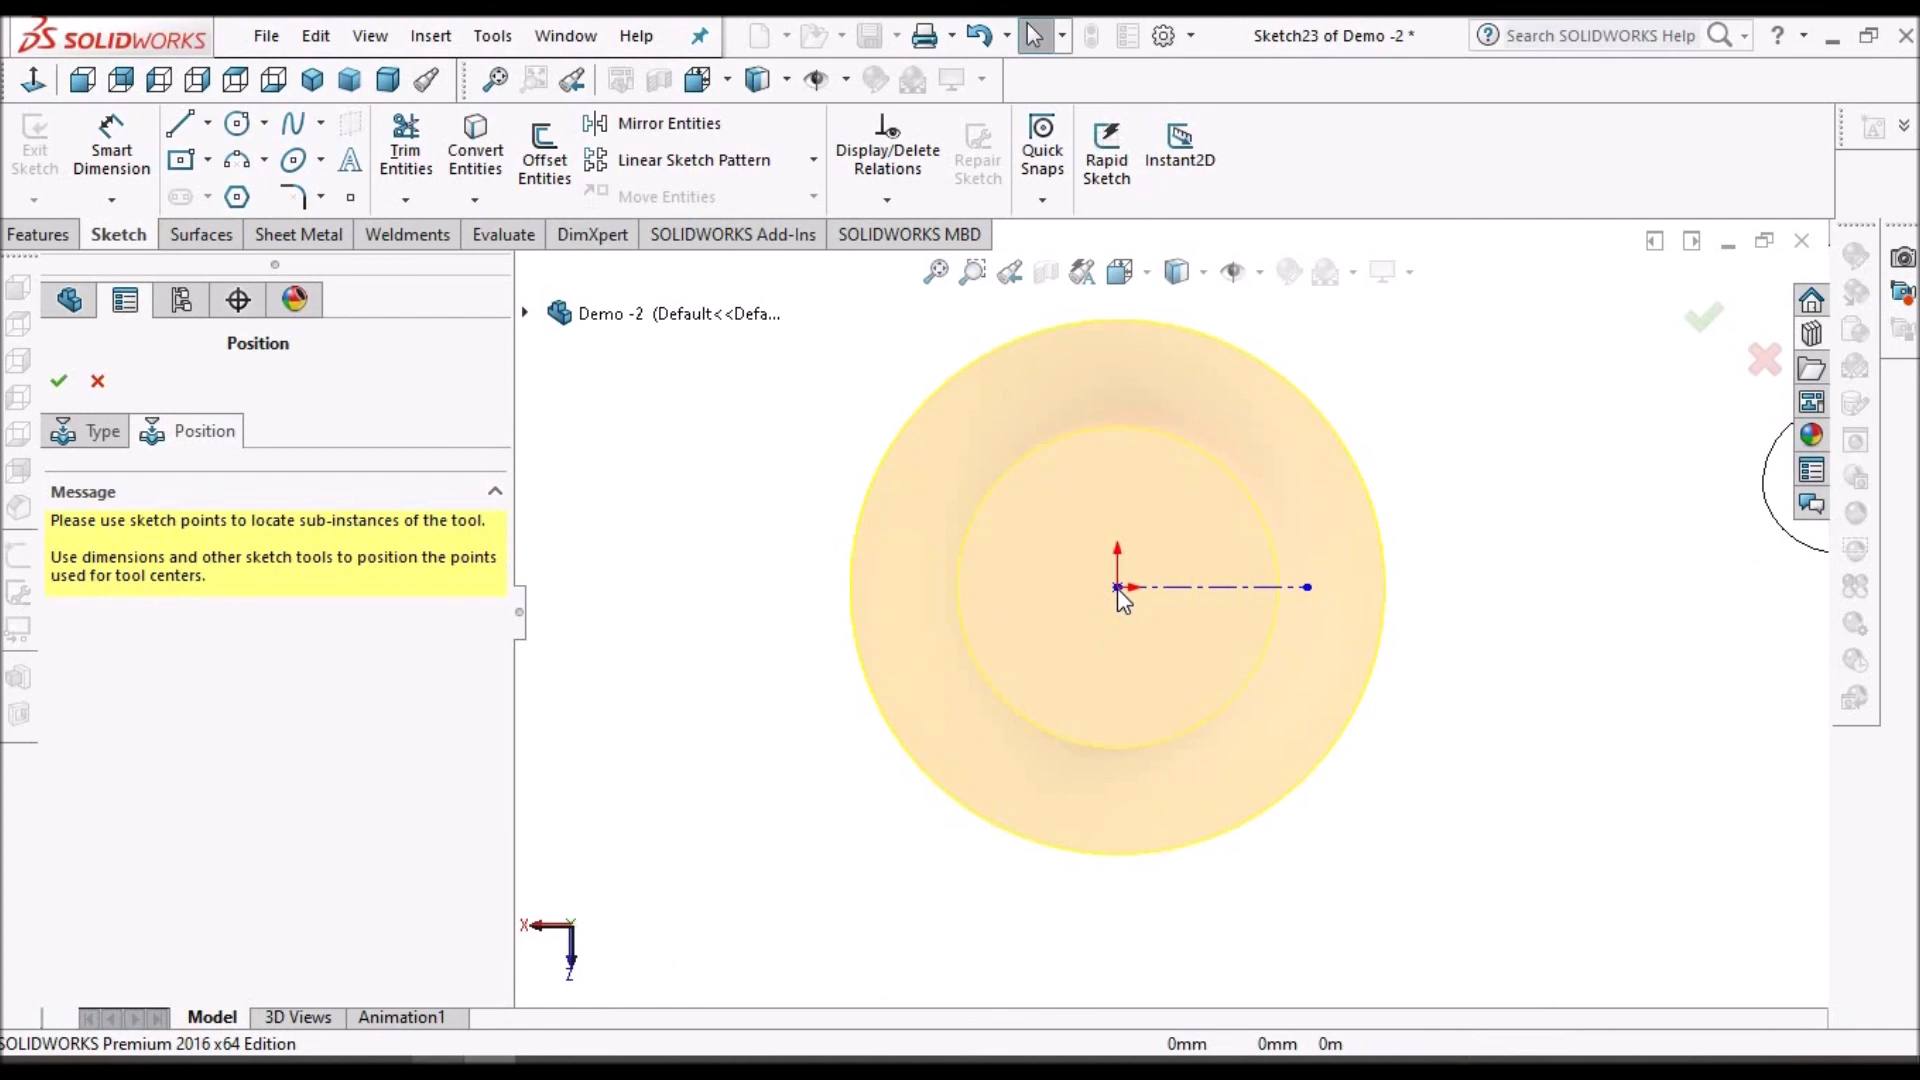 SOLIDWORKS
File Edit View Insert Tools Window Help
Sketch23 of Demo -2 *
Search SOLIDWORKS Help
Exit Sketch
Smart Dimension
Trim Entities
Convert Entities
Offset Entities
Mirror Entities
Linear Sketch Pattern
Move Entities
Display/Delete Relations
Repair Sketch
Quick Snaps
Rapid Sketch
Instant2D
Features Sketch Surfaces Sheet Metal Weldments Evaluate DimXpert SOLIDWORKS Add-Ins SOLIDWORKS MBD
Demo -2 (Default<<Defa...
Position
Type Position
Message
Please use sketch points to locate sub-instances of the tool.
Use dimensions and other sketch tools to position the points
used for tool centers.
X
Y
Z
Model 3D Views Animation1
SOLIDWORKS Premium 2016 x64 Edition
0mm 0mm 0m